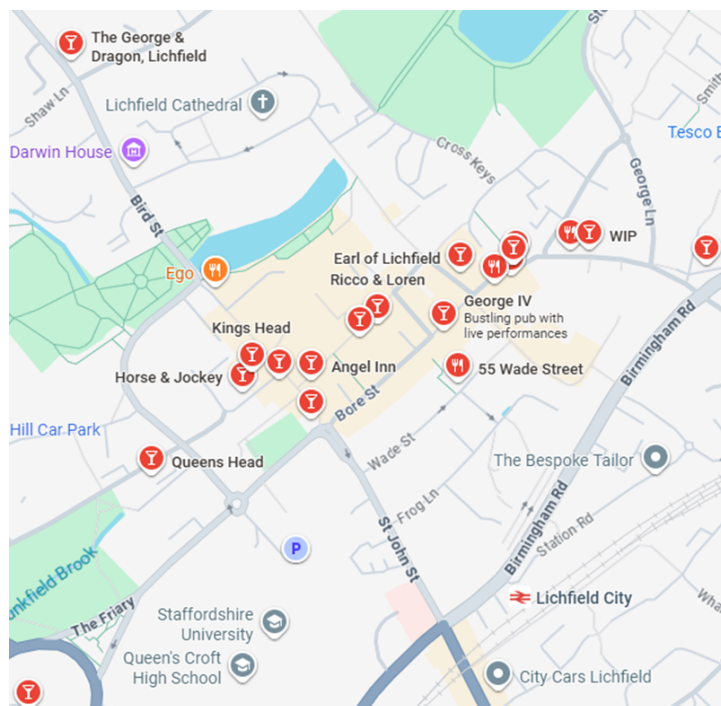 The George &
Dragon, Lichfield
Shaw Ln
Lichfield Cathedral
Darwin House
Cross Keys
Tesco
George Ln
Bird St
WIP
Earl of Lichfield
Ego
Ricco & Loren
George IV
Bustling pub with
live performances
Kings Head
Birmingham Rd
Angel Inn
55 Wade Street
Horse & Jockey
Bore St
Hill Car Park
Wade St
Queens Head
The Bespoke Tailor
Frog Ln
Birmingham Rd
Station Rd
St John St
P
unkfield Brook
Lichfield City
The Friary
Staffordshire
University
Queen's Croft
High School
City Cars Lichfield